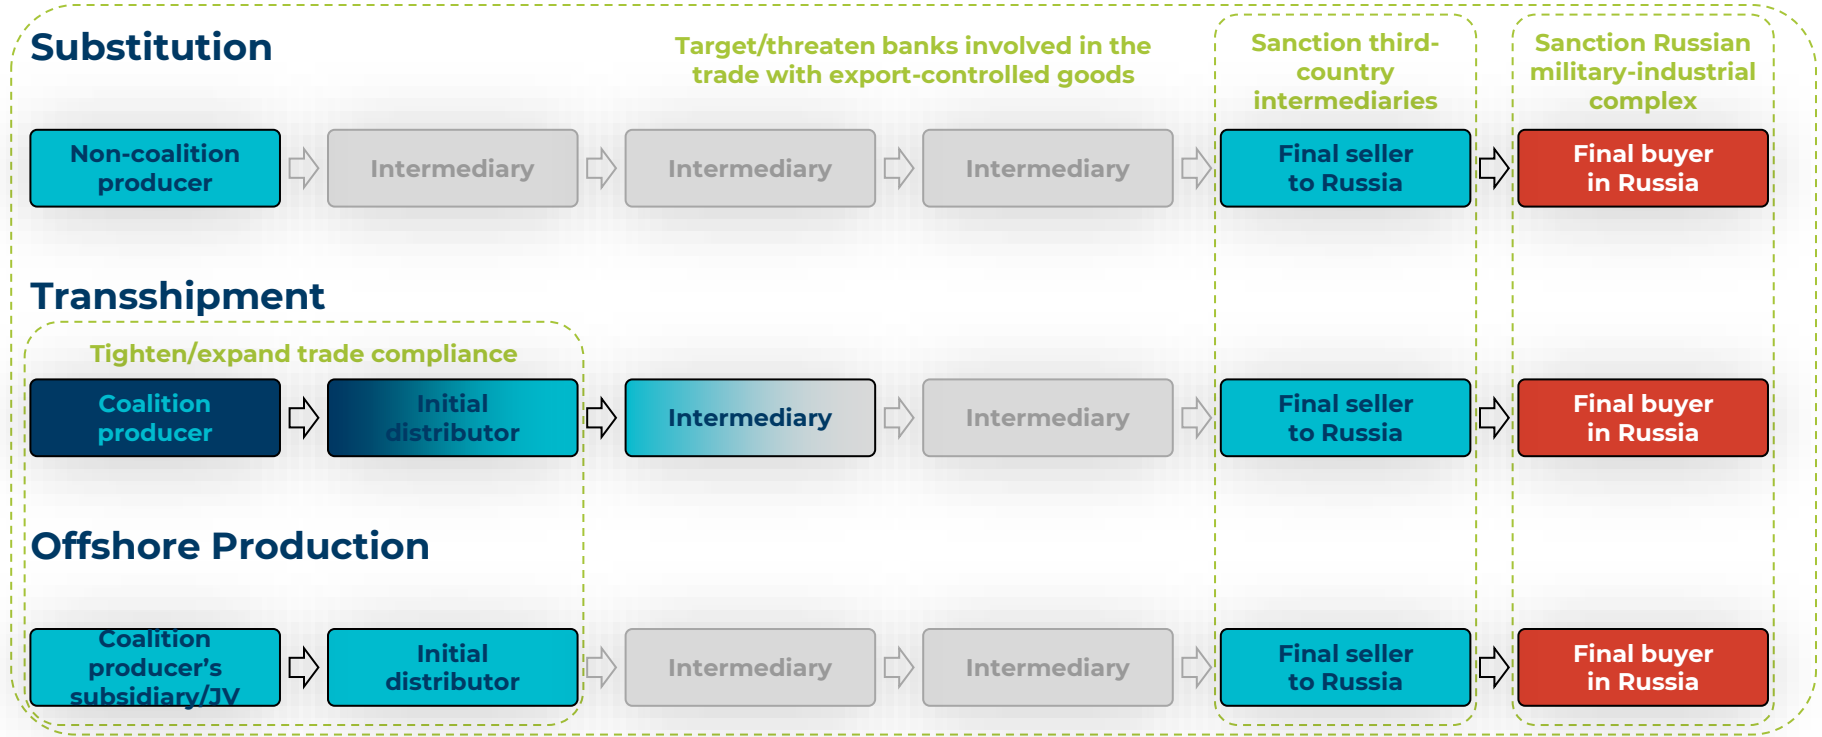 Substitution
Target/threaten banks involved in the
trade with export-controlled goods
Sanction third-
country
intermediaries
Sanction Russian
military-industrial
complex
Non-coalition
producer
Intermediary
Intermediary
Intermediary
Final seller
to Russia
Final buyer
in Russia
Transshipment
Tighten/expand trade compliance
Coalition
producer
Initial
distributor
Intermediary
Intermediary
Final seller
to Russia
Final buyer
in Russia
Offshore Production
Coalition
producer’s
subsidiary/JV
Initial
distributor
Intermediary
Intermediary
Final seller
to Russia
Final buyer
in Russia